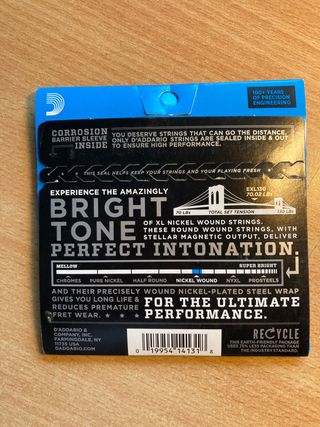 100+ YEARS
OF PRECISION
ENGINEERING
CORROSION
BARRIER SLEEVE
INSIDE
YOU DESERVE STRINGS THAT CAN GO THE DISTANCE.
ONLY D'ADDARIO STRINGS ARE SEALED INSIDE & OUT
TO ENSURE HIGH PERFORMANCE.
THIS SEAL HELPS KEEP YOUR STRINGS AND YOUR PLAYING FRESH
EXPERIENCE THE AMAZINGLY
BRIGHT
TONE
EXL130
70.02 LBS
70 LBS
TOTAL SET TENSION
130 LBS
OF XL NICKEL WOUND STRINGS.
THESE ROUND WOUND STRINGS, WITH
STELLAR MAGNETIC OUTPUT, DELIVER
PERFECT INTONATION.
MELLOW
SUPER BRIGHT
CHROMES
PURE NICKEL
HALF ROUND
NICKEL WOUND
NYXL
PROSTEELS
AND THEIR PRECISELY WOUND NICKEL-PLATED STEEL WRAP
GIVES YOU LONG LIFE &
REDUCES PREMATURE
FRET WEAR.
FOR THE ULTIMATE
PERFORMANCE.
D'ADDARIO &
COMPANY, INC.
FARMINGDALE, NY
11735 USA
DADDARIO.COM
0 19954 14131 8
RECYCLE
THIS EARTH-FRIENDLY PACKAGE
USES 75% LESS PACKAGING THAN
THE INDUSTRY STANDARD.